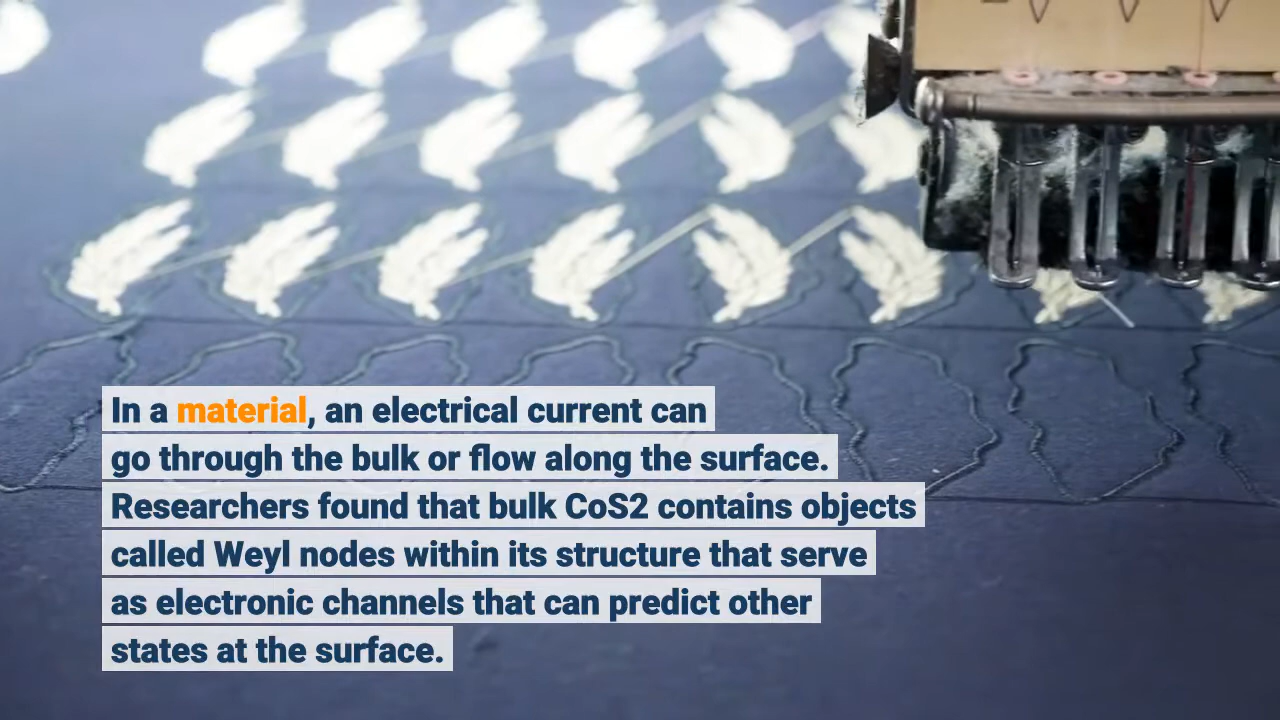 In a material, an electrical current can
go through the bulk or flow along the surface.
Researchers found that bulk CoS2 contains objects
called Weyl nodes within its structure that serve
as electronic channels that can predict other
states at the surface.